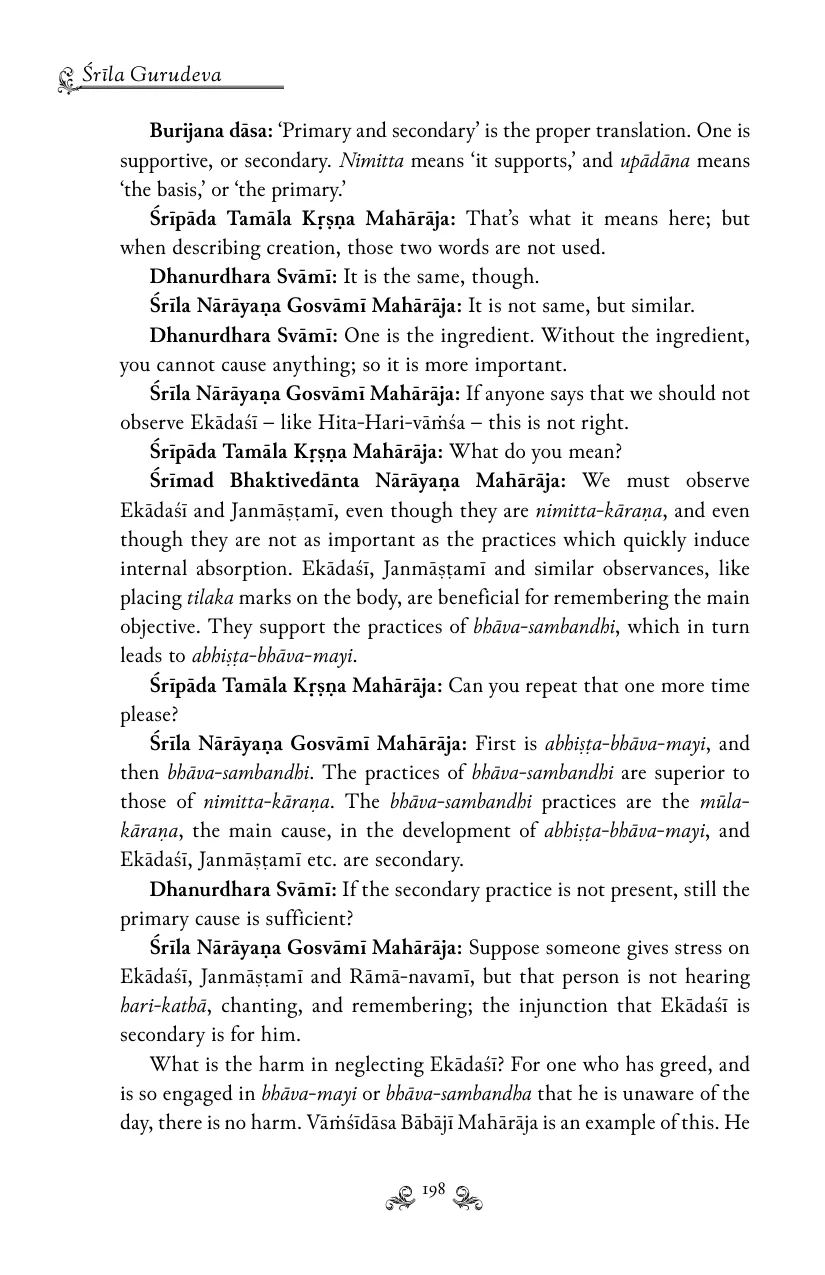 Śrīla Gurudeva
Burijana dāsa: ‘Primary and secondary’ is the proper translation. One is
supportive, or secondary. Nimitta means ‘it supports,’ and upādāna means
‘the basis,’ or ‘the primary.’
Śrīpāda Tamāla Kṛṣṇa Mahārāja: That’s what it means here; but
when describing creation, those two words are not used.
Dhanurdhara Svāmī: It is the same, though.
Śrīla Nārāyaṇa Gosvāmī Mahārāja: It is not same, but similar.
Dhanurdhara Svāmī: One is the ingredient. Without the ingredient,
you cannot cause anything; so it is more important.
Śrīla Nārāyaṇa Gosvāmī Mahārāja: If anyone says that we should not
observe Ekādaśī – like Hita-Hari-vāṁśa – this is not right.
Śrīpāda Tamāla Kṛṣṇa Mahārāja: What do you mean?
Śrīmad Bhaktivedānta Nārāyaṇa Mahārāja: We must observe
Ekādaśī and Janmāṣṭamī, even though they are nimitta-kāraṇa, and even
though they are not as important as the practices which quickly induce
internal absorption. Ekādaśī, Janmāṣṭamī and similar observances, like
placing tilaka marks on the body, are beneficial for remembering the main
objective. They support the practices of bhāva-sambandhi, which in turn
leads to abhiṣṭa-bhāva-mayi.
Śrīpāda Tamāla Kṛṣṇa Mahārāja: Can you repeat that one more time
please?
Śrīla Nārāyaṇa Gosvāmī Mahārāja: First is abhiṣṭa-bhāva-mayi, and
then bhāva-sambandhi. The practices of bhāva-sambandhi are superior to
those of nimitta-kāraṇa. The bhāva-sambandhi practices are the mūla-
kāraṇa, the main cause, in the development of abhiṣṭa-bhāva-mayi, and
Ekādaśī, Janmāṣṭamī etc. are secondary.
Dhanurdhara Svāmī: If the secondary practice is not present, still the
primary cause is sufficient?
Śrīla Nārāyaṇa Gosvāmī Mahārāja: Suppose someone gives stress on
Ekādaśī, Janmāṣṭamī and Rāmā-navamī, but that person is not hearing
hari-kathā, chanting, and remembering; the injunction that Ekādaśī is
secondary is for him.
What is the harm in neglecting Ekādaśī? For one who has greed, and
is so engaged in bhāva-mayi or bhāva-sambandha that he is unaware of the
day, there is no harm. Vāṁśīdāsa Bābājī Mahārāja is an example of this. He
198